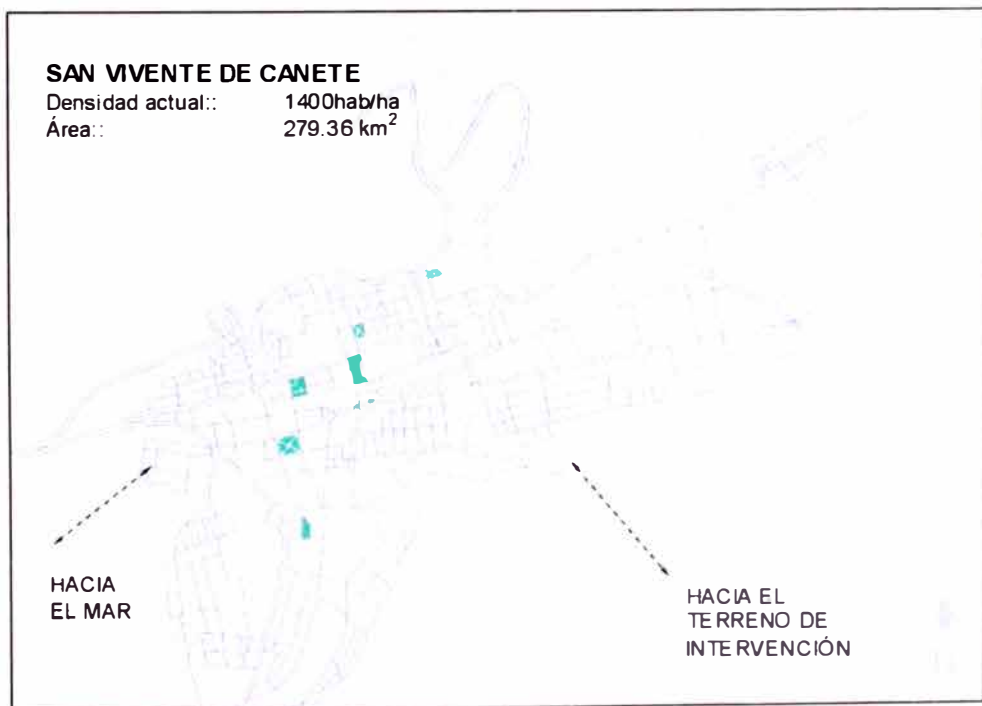 SAN VIVENTE DE CANETE
Densidad actual:: 1400hab/ha
Área:: 279.36 km²
HACIA
EL MAR
HACIA EL
TERRENO DE
INTERVENCIÓN